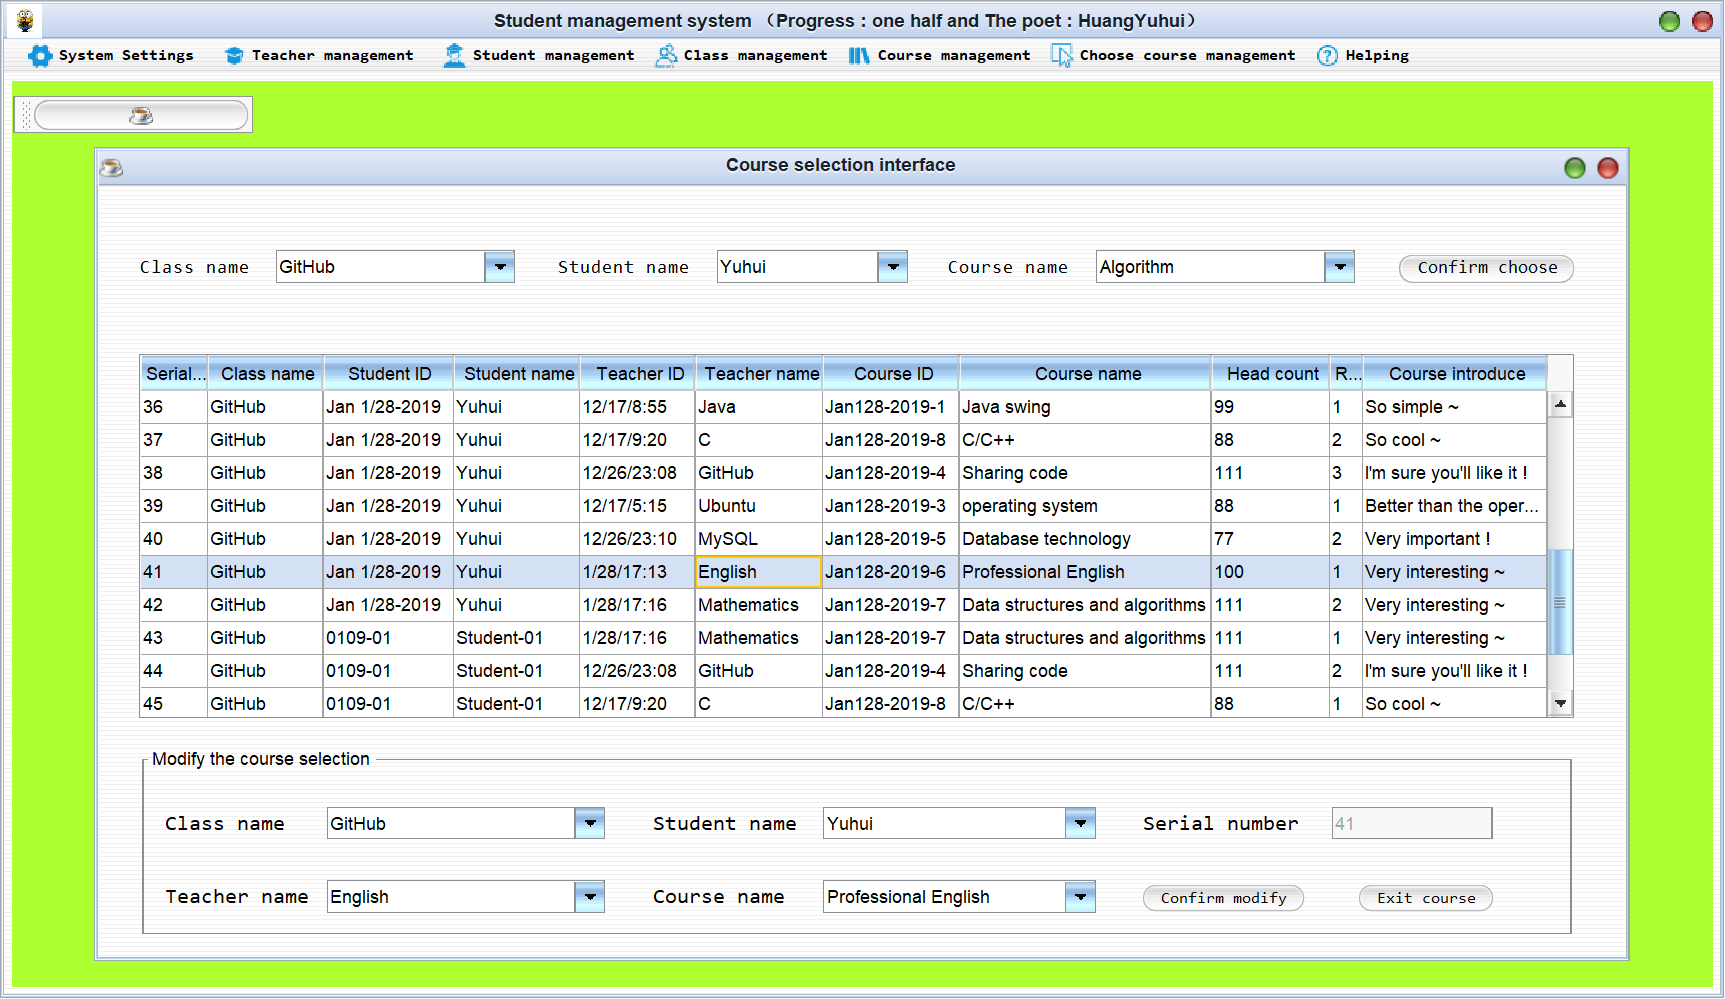 Student management system （Progress : one half and The poet : HuangYuhui）
System Settings Teacher management Student management Class management Course management Choose course management Helping
Course selection interface
Class name GitHub Student name Yuhui Course name Algorithm Confirm choose
Serial... Class name Student ID Student name Teacher ID Teacher name Course ID Course name Head count R... Course introduce
36 GitHub Jan 1/28-2019 Yuhui 12/17/8:55 Java Jan128-2019-1 Java swing 99 1 So simple ~
37 GitHub Jan 1/28-2019 Yuhui 12/17/9:20 C Jan128-2019-8 C/C++ 88 2 So cool ~
38 GitHub Jan 1/28-2019 Yuhui 12/26/23:08 GitHub Jan128-2019-4 Sharing code 111 3 I'm sure you'll like it !
39 GitHub Jan 1/28-2019 Yuhui 12/17/5:15 Ubuntu Jan128-2019-3 operating system 88 1 Better than the oper...
40 GitHub Jan 1/28-2019 Yuhui 12/26/23:10 MySQL Jan128-2019-5 Database technology 77 2 Very important !
41 GitHub Jan 1/28-2019 Yuhui 1/28/17:13 English Jan128-2019-6 Professional English 100 1 Very interesting ~
42 GitHub Jan 1/28-2019 Yuhui 1/28/17:16 Mathematics Jan128-2019-7 Data structures and algorithms 111 2 Very interesting ~
43 GitHub 0109-01 Student-01 1/28/17:16 Mathematics Jan128-2019-7 Data structures and algorithms 111 1 Very interesting ~
44 GitHub 0109-01 Student-01 12/26/23:08 GitHub Jan128-2019-4 Sharing code 111 2 I'm sure you'll like it !
45 GitHub 0109-01 Student-01 12/17/9:20 C Jan128-2019-8 C/C++ 88 1 So cool ~
Modify the course selection
Class name GitHub Student name Yuhui Serial number 41
Teacher name English Course name Professional English Confirm modify Exit course